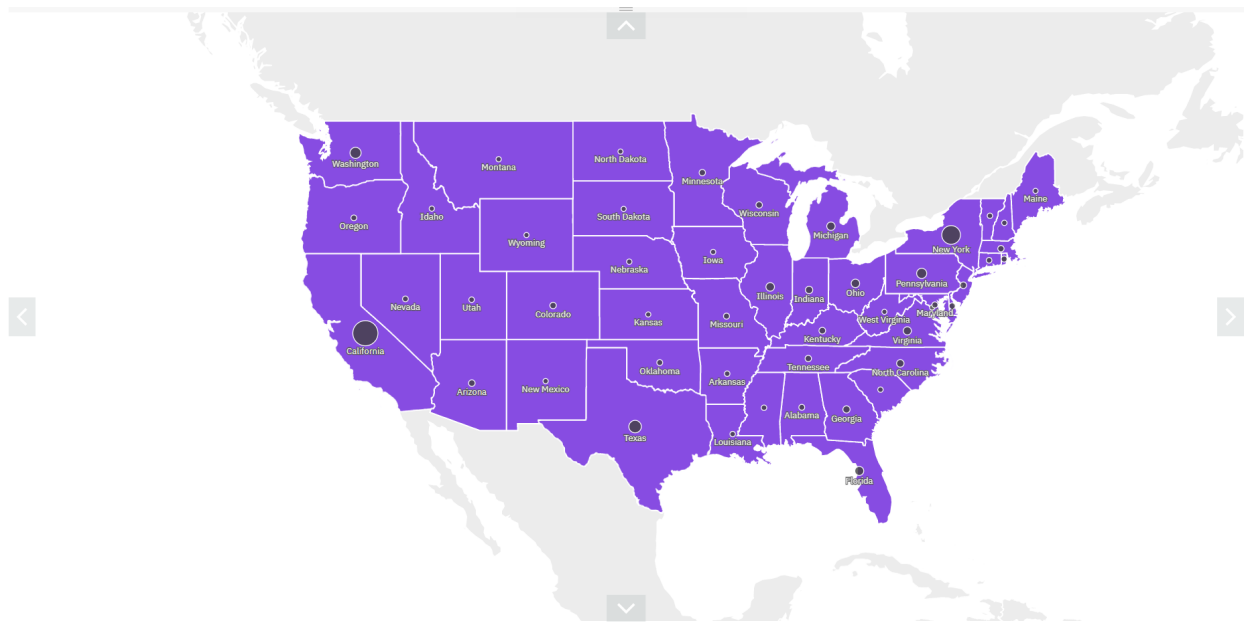 Washington
Montana
North Dakota
Minnesota
Oregon
Idaho
South Dakota
Wisconsin
Michigan
Maine
New York
Wyoming
Iowa
Nebraska
Pennsylvania
Nevada
Utah
Colorado
Illinois
Indiana
Ohio
Kansas
Missouri
West Virginia
Maryland
California
Kentucky
Virginia
Oklahoma
Tennessee
North Carolina
Arizona
New Mexico
Arkansas
Texas
Louisiana
Alabama
Georgia
Florida